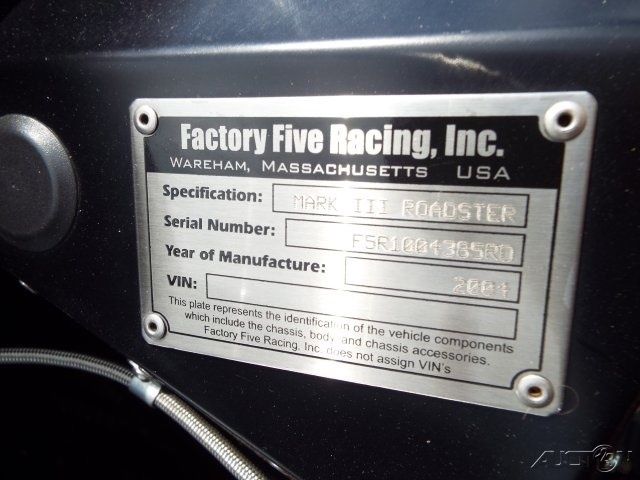 Factory Five Racing, Inc.
WAREHAM, MASSACHUSETTS USA
Specification: MARK III ROADSTER
Serial Number: F5R1004365RD
Year of Manufacture: 2004
VIN:
This plate represents the identification of the vehicle components
which include the chassis, body and chassis accessories.
Factory Five Racing, Inc. does not assign VIN's
AUCTION